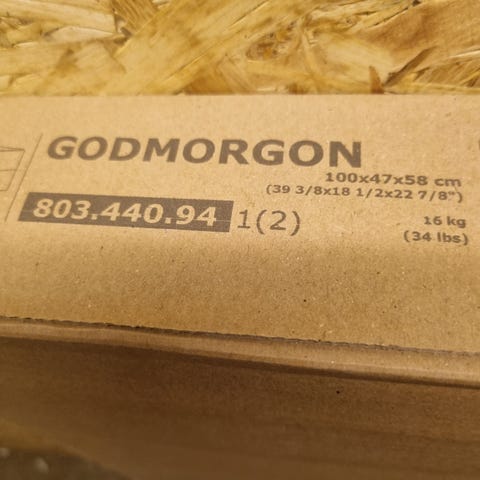 GODMORGON
100x47x58 cm
(39 3/8x18 1/2x22 7/8")
803.440.94 1(2)
16 kg
(34 lbs)